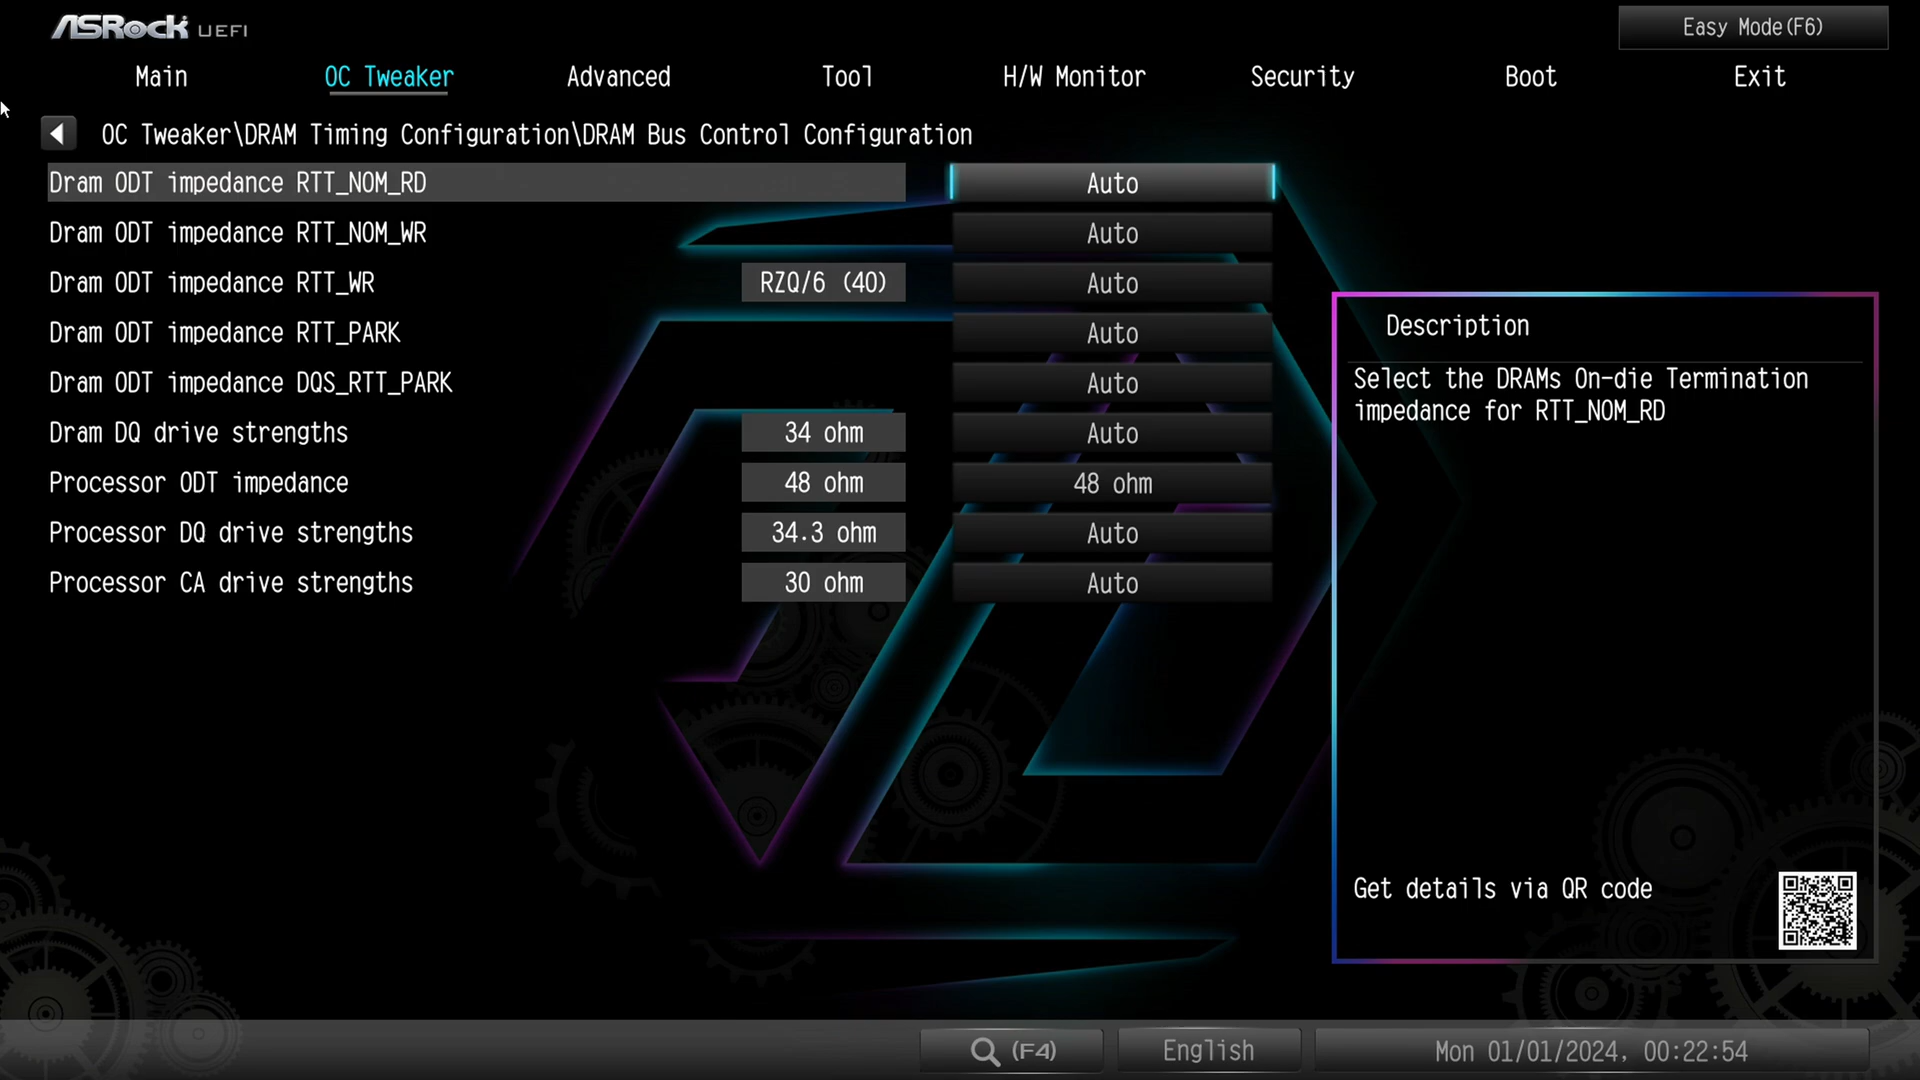 ASRock UEFI
Easy Mode(F6)
Main OC Tweaker Advanced Tool H/W Monitor Security Boot Exit
OC Tweaker\DRAM Timing Configuration\DRAM Bus Control Configuration
Dram ODT impedance RTT_NOM_RD Auto
Dram ODT impedance RTT_NOM_WR Auto
Dram ODT impedance RTT_WR RZQ/6 (40) Auto
Dram ODT impedance RTT_PARK Auto
Dram ODT impedance DQS_RTT_PARK Auto
Dram DQ drive strengths 34 ohm Auto
Processor ODT impedance 48 ohm 48 ohm
Processor DQ drive strengths 34.3 ohm Auto
Processor CA drive strengths 30 ohm Auto
Description
Select the DRAMs On-die Termination
impedance for RTT_NOM_RD
Get details via QR code
(F4) English Mon 01/01/2024, 00:22:54